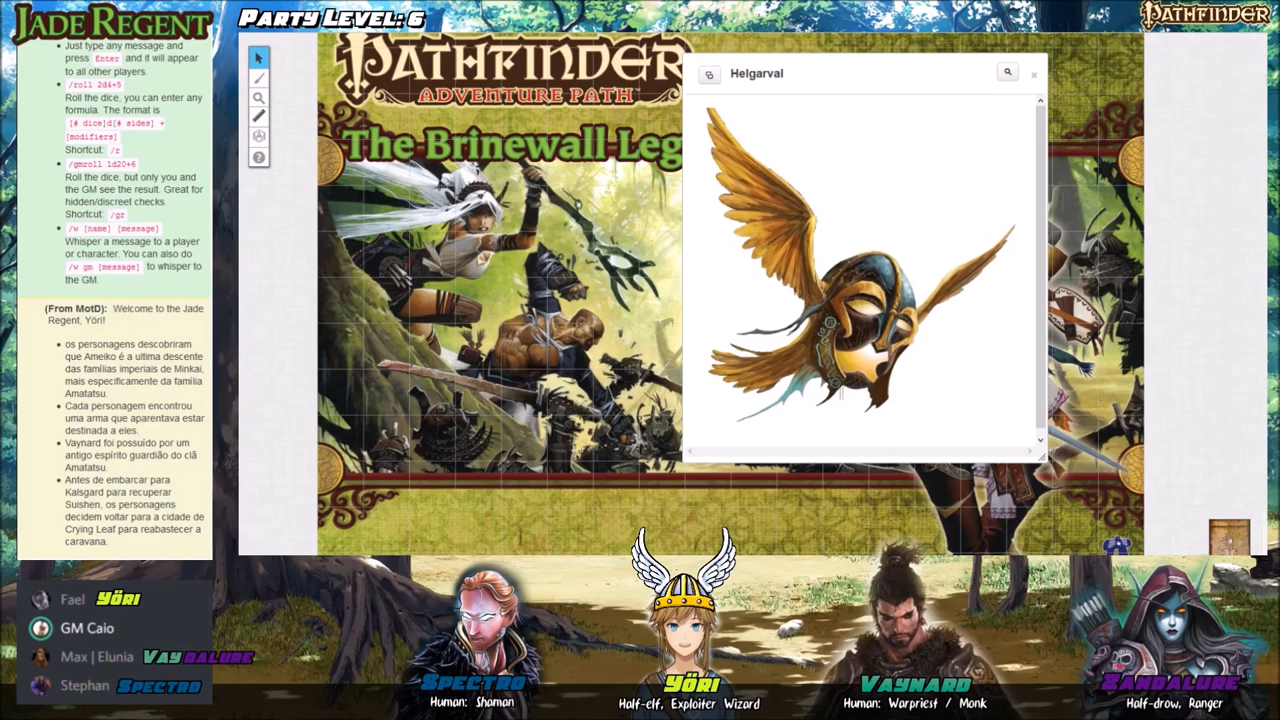 JADE REGENT
PARTY LEVEL: 6
PATHFINDER
Just type any message and
press Enter and it will appear
to all other players.
/roll 2d4+5
Roll the dice, you can enter any
formula. The format is
[# dice]d[# sides] +
[modifiers]
Shortcut: /r
/gmroll 1d20+6
Roll the dice, but only you and
the GM see the result. Great for
hidden/discreet checks.
Shortcut: /gr
/w [name] [message]
Whisper a message to a player
or character. You can also do
/w gm [message] to whisper to
the GM.
(From MotD): Welcome to the Jade
Regent, Yöri!
os personagens descobriram
que Ameiko é a ultima descente
das famílias imperiais de Minkai,
mais especificamente da família
Amatatsu.
Cada personagem encontrou
uma arma que aparentava estar
destinada a eles.
Vaynard foi possuído por um
antigo espírito guardião do clã
Amatatsu.
Antes de embarcar para
Kalsgard para recuperar
Suishen, os personagens
decidem voltar para a cidade de
Crying Leaf para reabastecer a
caravana.
PATHFINDER
ADVENTURE PATH
The Brinewall Leg
Helgarval
Fael YÖRI
GM Caio
Max | Elunia VAYDALURE
Stephan SPECTRO
SPECTRO
Human: Shaman
YÖRI
Half-elf, Exploiter Wizard
VAYNARD
Human: Warpriest / Monk
ZANDALURE
Half-drow, Ranger